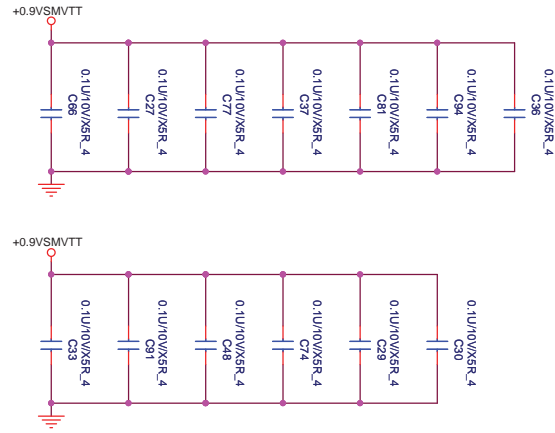 +0.9VSMVTT
0.1U/10V/X5R_4
C66
0.1U/10V/X5R_4
C27
0.1U/10V/X5R_4
C77
0.1U/10V/X5R_4
C37
0.1U/10V/X5R_4
C81
0.1U/10V/X5R_4
C94
0.1U/10V/X5R_4
C36
+0.9VSMVTT
0.1U/10V/X5R_4
C33
0.1U/10V/X5R_4
C91
0.1U/10V/X5R_4
C48
0.1U/10V/X5R_4
C74
0.1U/10V/X5R_4
C29
0.1U/10V/X5R_4
C30